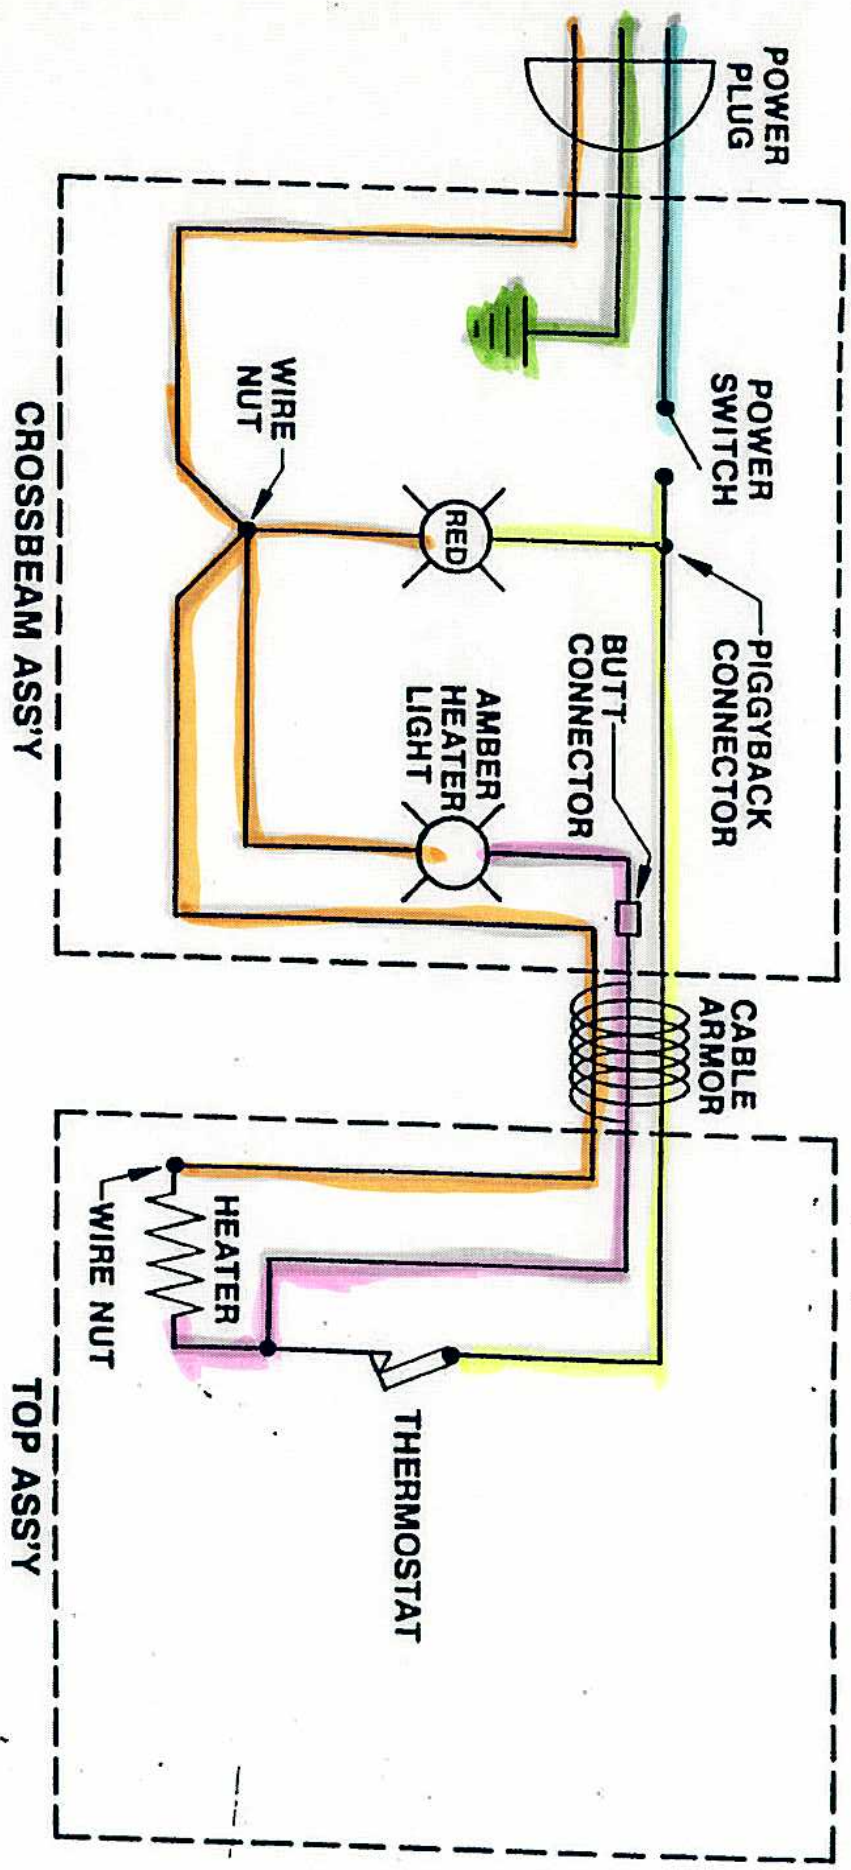 POWER
PLUG
POWER
SWITCH
PIGGYBACK
CONNECTOR
WIRE
NUT
RED
BUTT
CONNECTOR
AMBER
HEATER
LIGHT
CROSSBEAM ASS'Y
CABLE
ARMOR
HEATER
WIRE NUT
THERMOSTAT
TOP ASS'Y